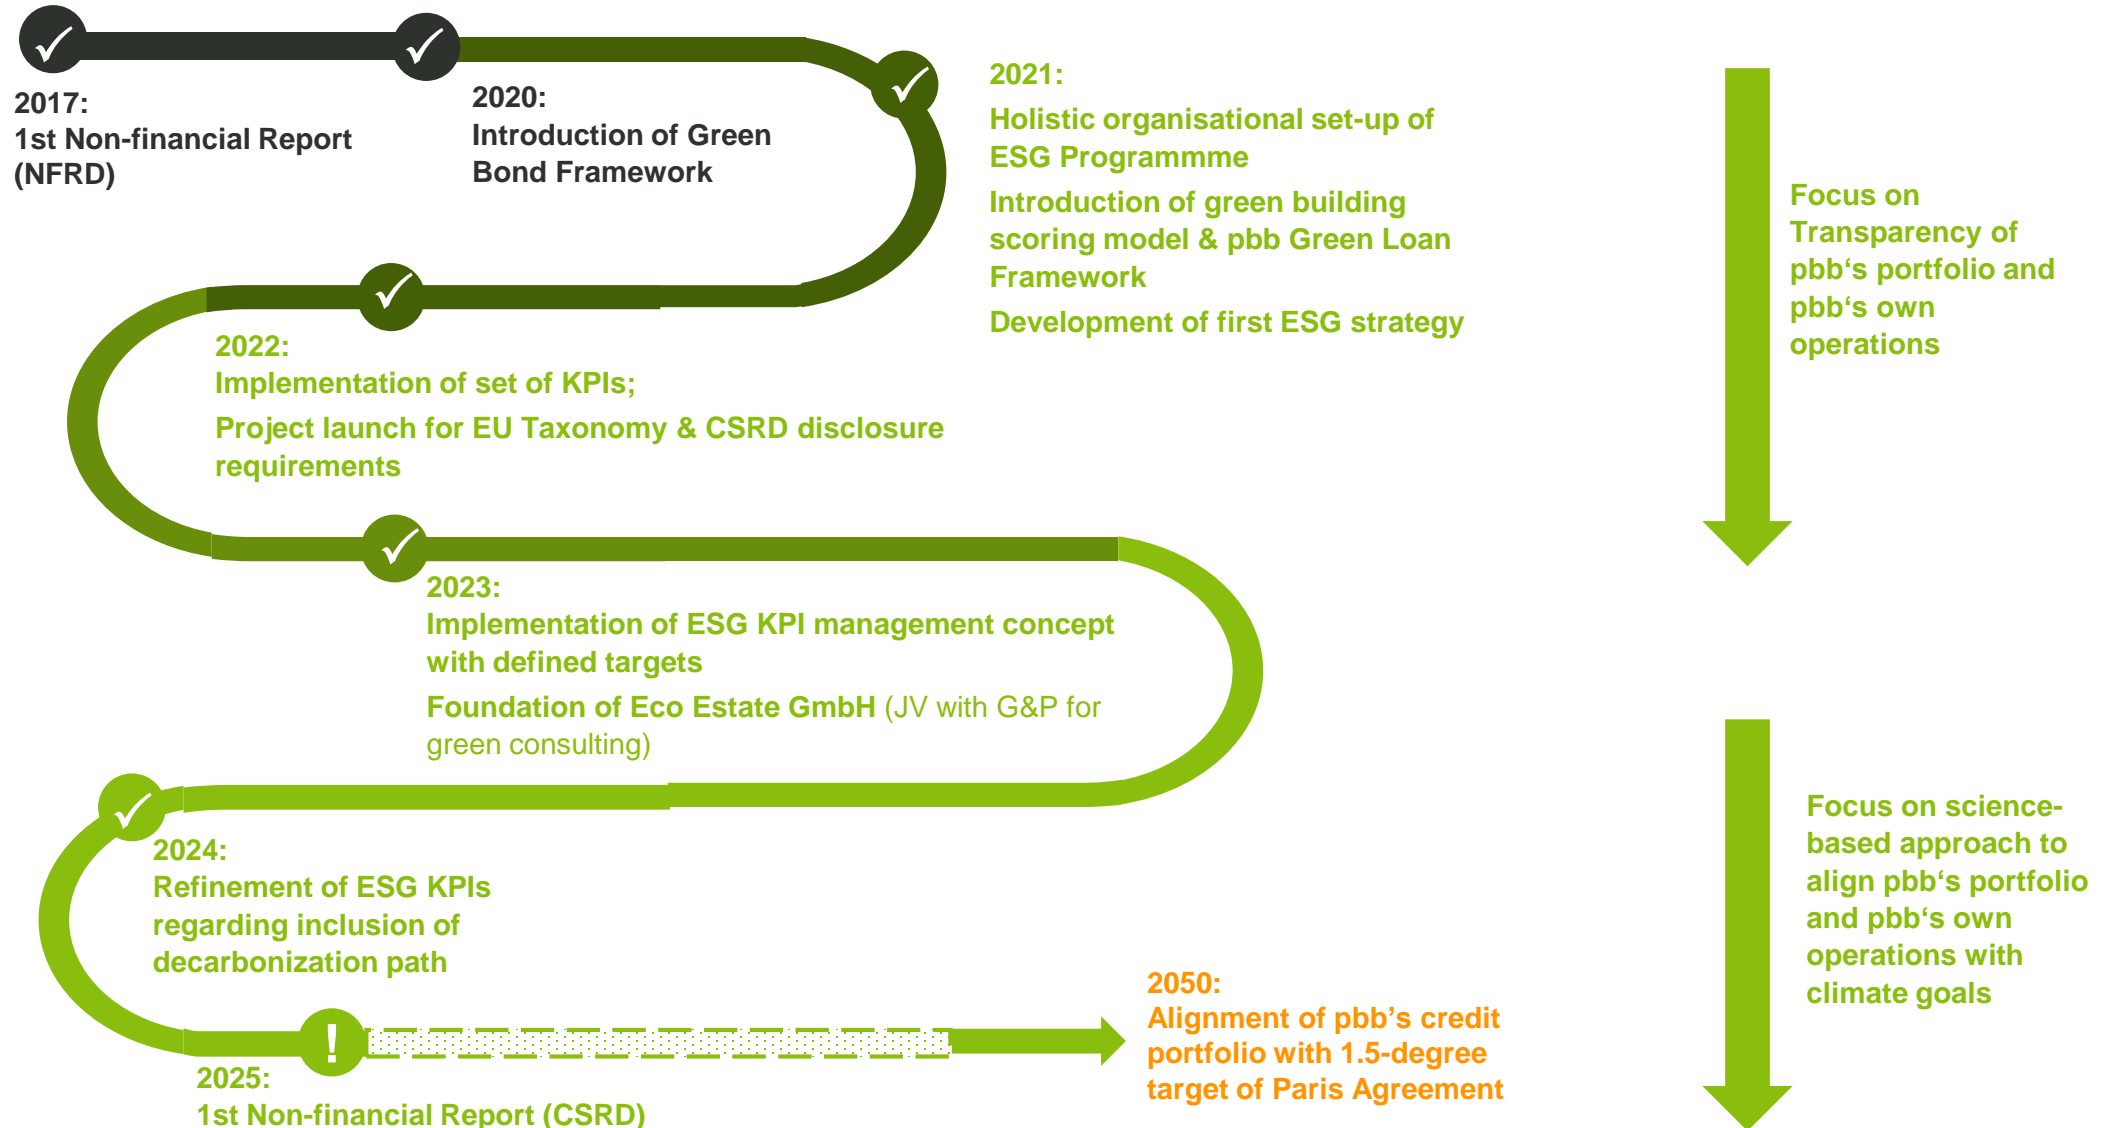 2017:
1st Non-financial Report
(NFRD)
2020:
Introduction of Green
Bond Framework
2021:
Holistic organisational set-up of
ESG Programmme
Introduction of green building
scoring model & pbb Green Loan
Framework
Development of first ESG strategy
2022:
Implementation of set of KPIs;
Project launch for EU Taxonomy & CSRD disclosure
requirements
2023:
Implementation of ESG KPI management concept
with defined targets
Foundation of Eco Estate GmbH (JV with G&P for
green consulting)
2024:
Refinement of ESG KPIs
regarding inclusion of
decarbonization path
!
2025:
1st Non-financial Report (CSRD)
2050:
Alignment of pbb's credit
portfolio with 1.5-degree
target of Paris Agreement
Focus on
Transparency of
pbb‘s portfolio and
pbb‘s own
operations
Focus on science-
based approach to
align pbb‘s portfolio
and pbb‘s own
operations with
climate goals